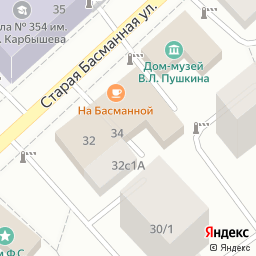 35
ла № 354 им.
Карбышева
Старая Басманная ул.
Дом-музей
В.Л. Пушкина
На Басманной
34
32
32с1А
30/1
Яндекс
м Ф.С